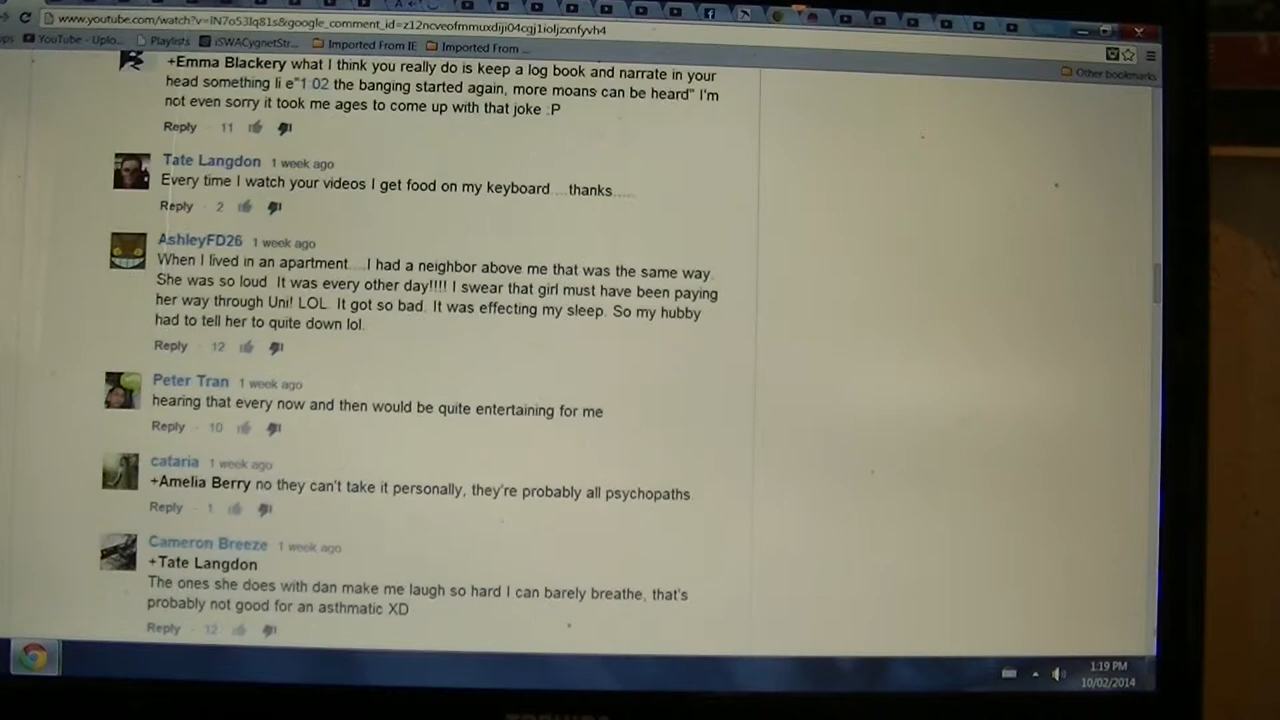 www.youtube.com/watch?v=lN7o53Iq81s&google_comment_id=z12ncveofmmuxdiji04cgj1ioljzxnfyvh4
YouTube - Uplo... Playlists iSWACygnetStr... Imported From IE Imported From ... Other bookmarks
+Emma Blackery what I think you really do is keep a log book and narrate in your
head something li e"1:02 the banging started again, more moans can be heard" I'm
not even sorry it took me ages to come up with that joke :P
Reply · 11
Tate Langdon 1 week ago
Every time I watch your videos I get food on my keyboard....thanks.....
Reply · 2
AshleyFD26 1 week ago
When I lived in an apartment....I had a neighbor above me that was the same way.
She was so loud. It was every other day!!!! I swear that girl must have been paying
her way through Uni! LOL. It got so bad. It was effecting my sleep. So my hubby
had to tell her to quite down lol.
Reply · 12
Peter Tran 1 week ago
hearing that every now and then would be quite entertaining for me
Reply · 10
cataria 1 week ago
+Amelia Berry no they can't take it personally, they're probably all psychopaths.
Reply · 1
Cameron Breeze 1 week ago
+Tate Langdon
The ones she does with dan make me laugh so hard I can barely breathe, that's
probably not good for an asthmatic XD
Reply · 12
1:19 PM
10/02/2014